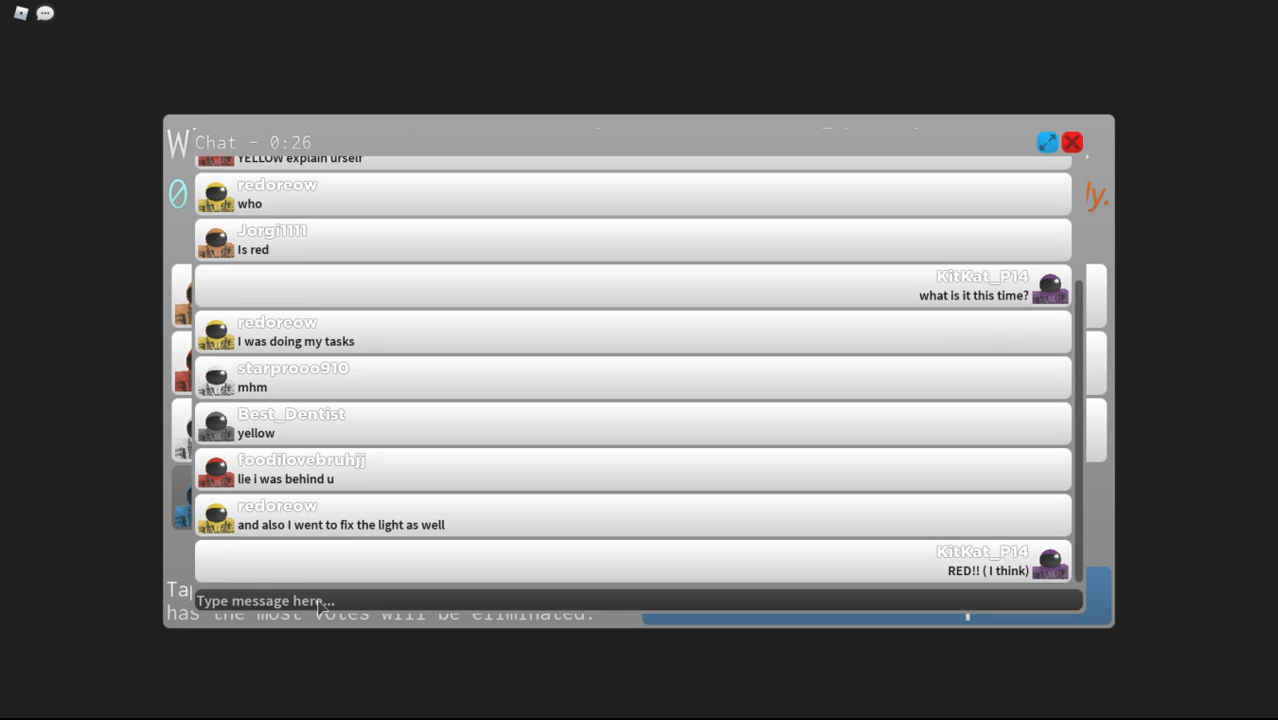 Chat - 0:26
YELLOW explain urself
redoreow
who
Jorgi1111
Is red
KitKat_P14
what is it this time?
redoreow
I was doing my tasks
starprooo910
mhm
Best_Dentist
yellow
foodilovebruhjj
lie i was behind u
redoreow
and also I went to fix the light as well
KitKat_P14
RED!! ( I think)
Type message here...
has the most votes will be eliminated.